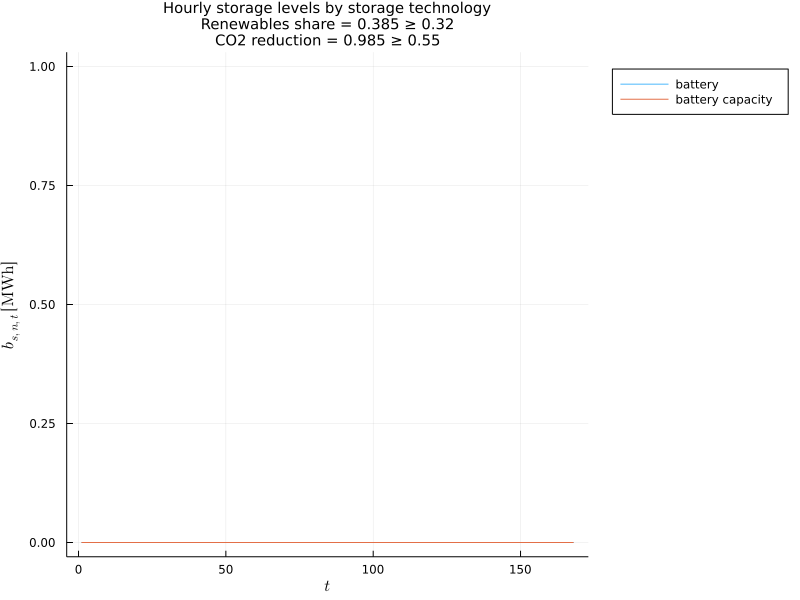 Hourly storage levels by storage technology
Renewables share = 0.385 ≥ 0.32
CO2 reduction = 0.985 ≥ 0.55
battery
battery capacity
1.00
0.75
0.50
0.25
0.00
b_{s,n,t} [MWh]
0 50 100 150
t